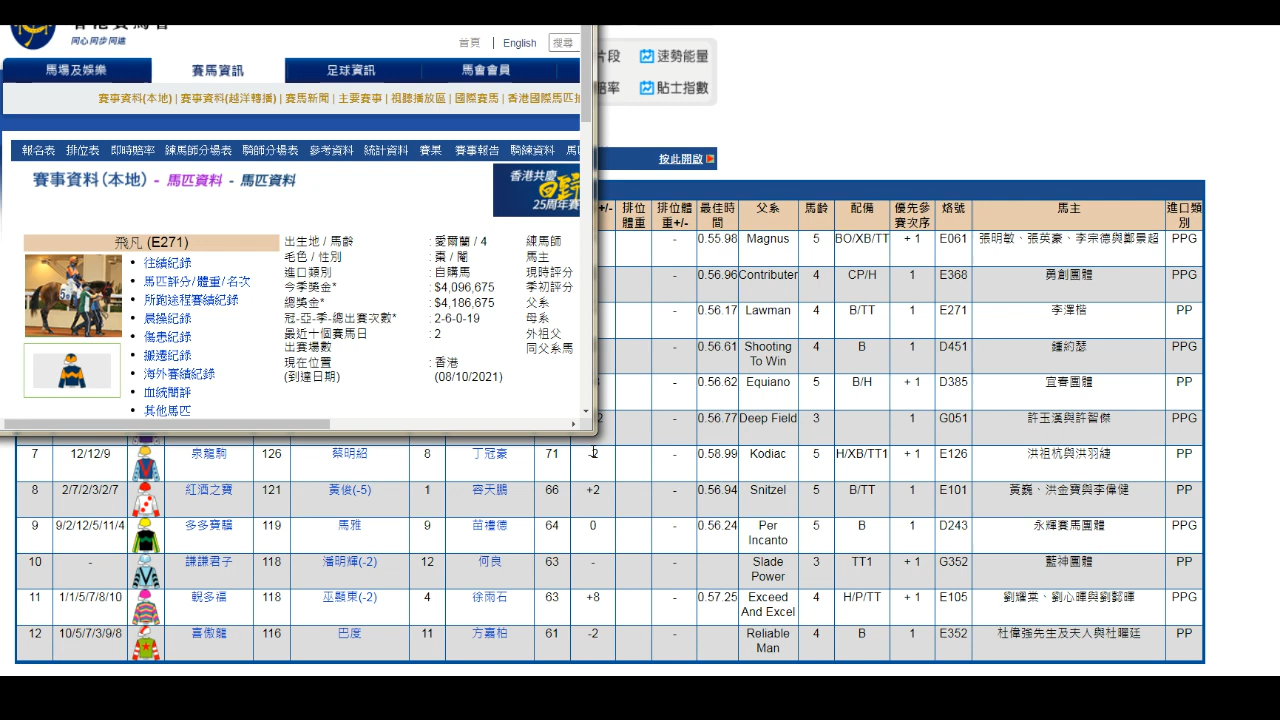 心同步同進
首頁 | English 搜尋
馬場及娛樂 賽馬資訊 足球資訊 馬會會員
賽事資料(本地) | 賽事資料(越洋轉播) | 賽馬新聞 | 主要賽事 | 視聽播放區 | 國際賽馬 | 香港國際馬匹
報名表 排位表 即時賠率 練馬師分場表 騎師分場表 參考資料 統計資料 賽果 賽事報告 騎練資料
賽事資料(本地) - 馬匹資料 - 馬匹資料
香港共慶
25周年賽
飛凡 (E271)
往績紀錄
馬匹評分/體重/名次
所跑途程賽績紀錄
晨操紀錄
傷患紀錄
搬遷紀錄
海外賽績紀錄
血統簡評
其他馬匹
出生地 / 馬齡 : 愛爾蘭 / 4 練馬師
毛色 / 性別 : 棗 / 閹 馬主
進口類別 : 自購馬 現時評分
今季獎金* : $4,096,675 季初評分
總獎金* : $4,186,675 父系
冠-亞-季-總出賽次數* : 2-6-0-19 母系
最近十個賽馬日 : 2 外祖父
出賽場數 同父系馬
現在位置 : 香港
(到達日期) (08/10/2021)
片段 速勢能量
賠率 貼士指數
按此開啟
+/- 排位體重 排位體重+/- 最佳時間 父系 馬齡 配備 優先參賽次序 烙號 馬主 進口類別
- 0.55.98 Magnus 5 BO/XB/TT + 1 E061 張明敏、張英豪、李宗德與鄭景超 PPG
- 0.56.96 Contributer 4 CP/H 1 E368 勇創團體 PPG
- 0.56.17 Lawman 4 B/TT 1 E271 李澤楷 PP
- 0.56.61 Shooting To Win 4 B 1 D451 鍾約瑟 PPG
- 0.56.62 Equiano 5 B/H + 1 D385 宜春團體 PP
- 0.56.77 Deep Field 3 1 G051 許玉漢與許智傑 PPG
7 12/12/9 泉龍駒 126 蔡明紹 8 丁冠豪 71 -2 - 0.58.99 Kodiac 5 H/XB/TT1 + 1 E126 洪祖杭與洪羽緁 PP
8 2/7/2/3/2/7 紅酒之寶 121 黃俊(-5) 1 容天鵬 66 +2 - 0.56.94 Snitzel 5 B/TT 1 E101 黃巍、洪金寶與李偉健 PP
9 9/2/12/5/11/4 多多寶驫 119 馬雅 9 苗禮德 64 0 - 0.56.24 Per Incanto 5 B 1 D243 永輝賽馬團體 PPG
10 - 謙謙君子 118 潘明輝(-2) 12 何良 63 - - Slade Power 3 TT1 + 1 G352 藍神團體 PP
11 1/1/5/7/8/10 靚多福 118 巫顯東(-2) 4 徐雨石 63 +8 - 0.57.25 Exceed And Excel 4 H/P/TT + 1 E105 劉耀棠、劉心暉與劉懿暉 PPG
12 10/5/7/3/9/8 喜傲龍 116 巴度 11 方嘉柏 61 -2 - Reliable Man 4 B 1 E352 杜偉強先生及夫人與杜曜廷 PP